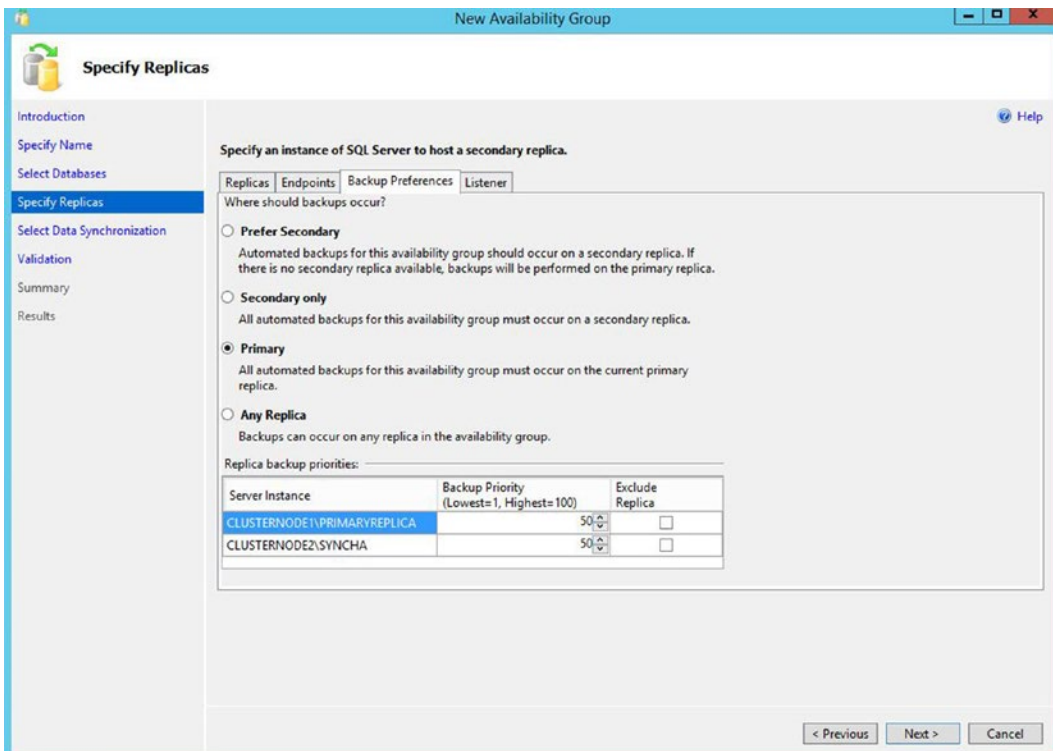 New Availability Group
Specify Replicas
Introduction
Specify Name
Select Databases
Specify Replicas
Select Data Synchronization
Validation
Summary
Results
Help
Specify an instance of SQL Server to host a secondary replica.
Replicas Endpoints Backup Preferences Listener
Where should backups occur?
Prefer Secondary
Automated backups for this availability group should occur on a secondary replica. If
there is no secondary replica available, backups will be performed on the primary replica.
Secondary only
All automated backups for this availability group must occur on a secondary replica.
Primary
All automated backups for this availability group must occur on the current primary
replica.
Any Replica
Backups can occur on any replica in the availability group.
Replica backup priorities:
Server Instance
Backup Priority
(Lowest=1, Highest=100)
Exclude
Replica
CLUSTERNODE1\PRIMARYREPLICA 50
CLUSTERNODE2\SYNCHA 50
< Previous Next > Cancel